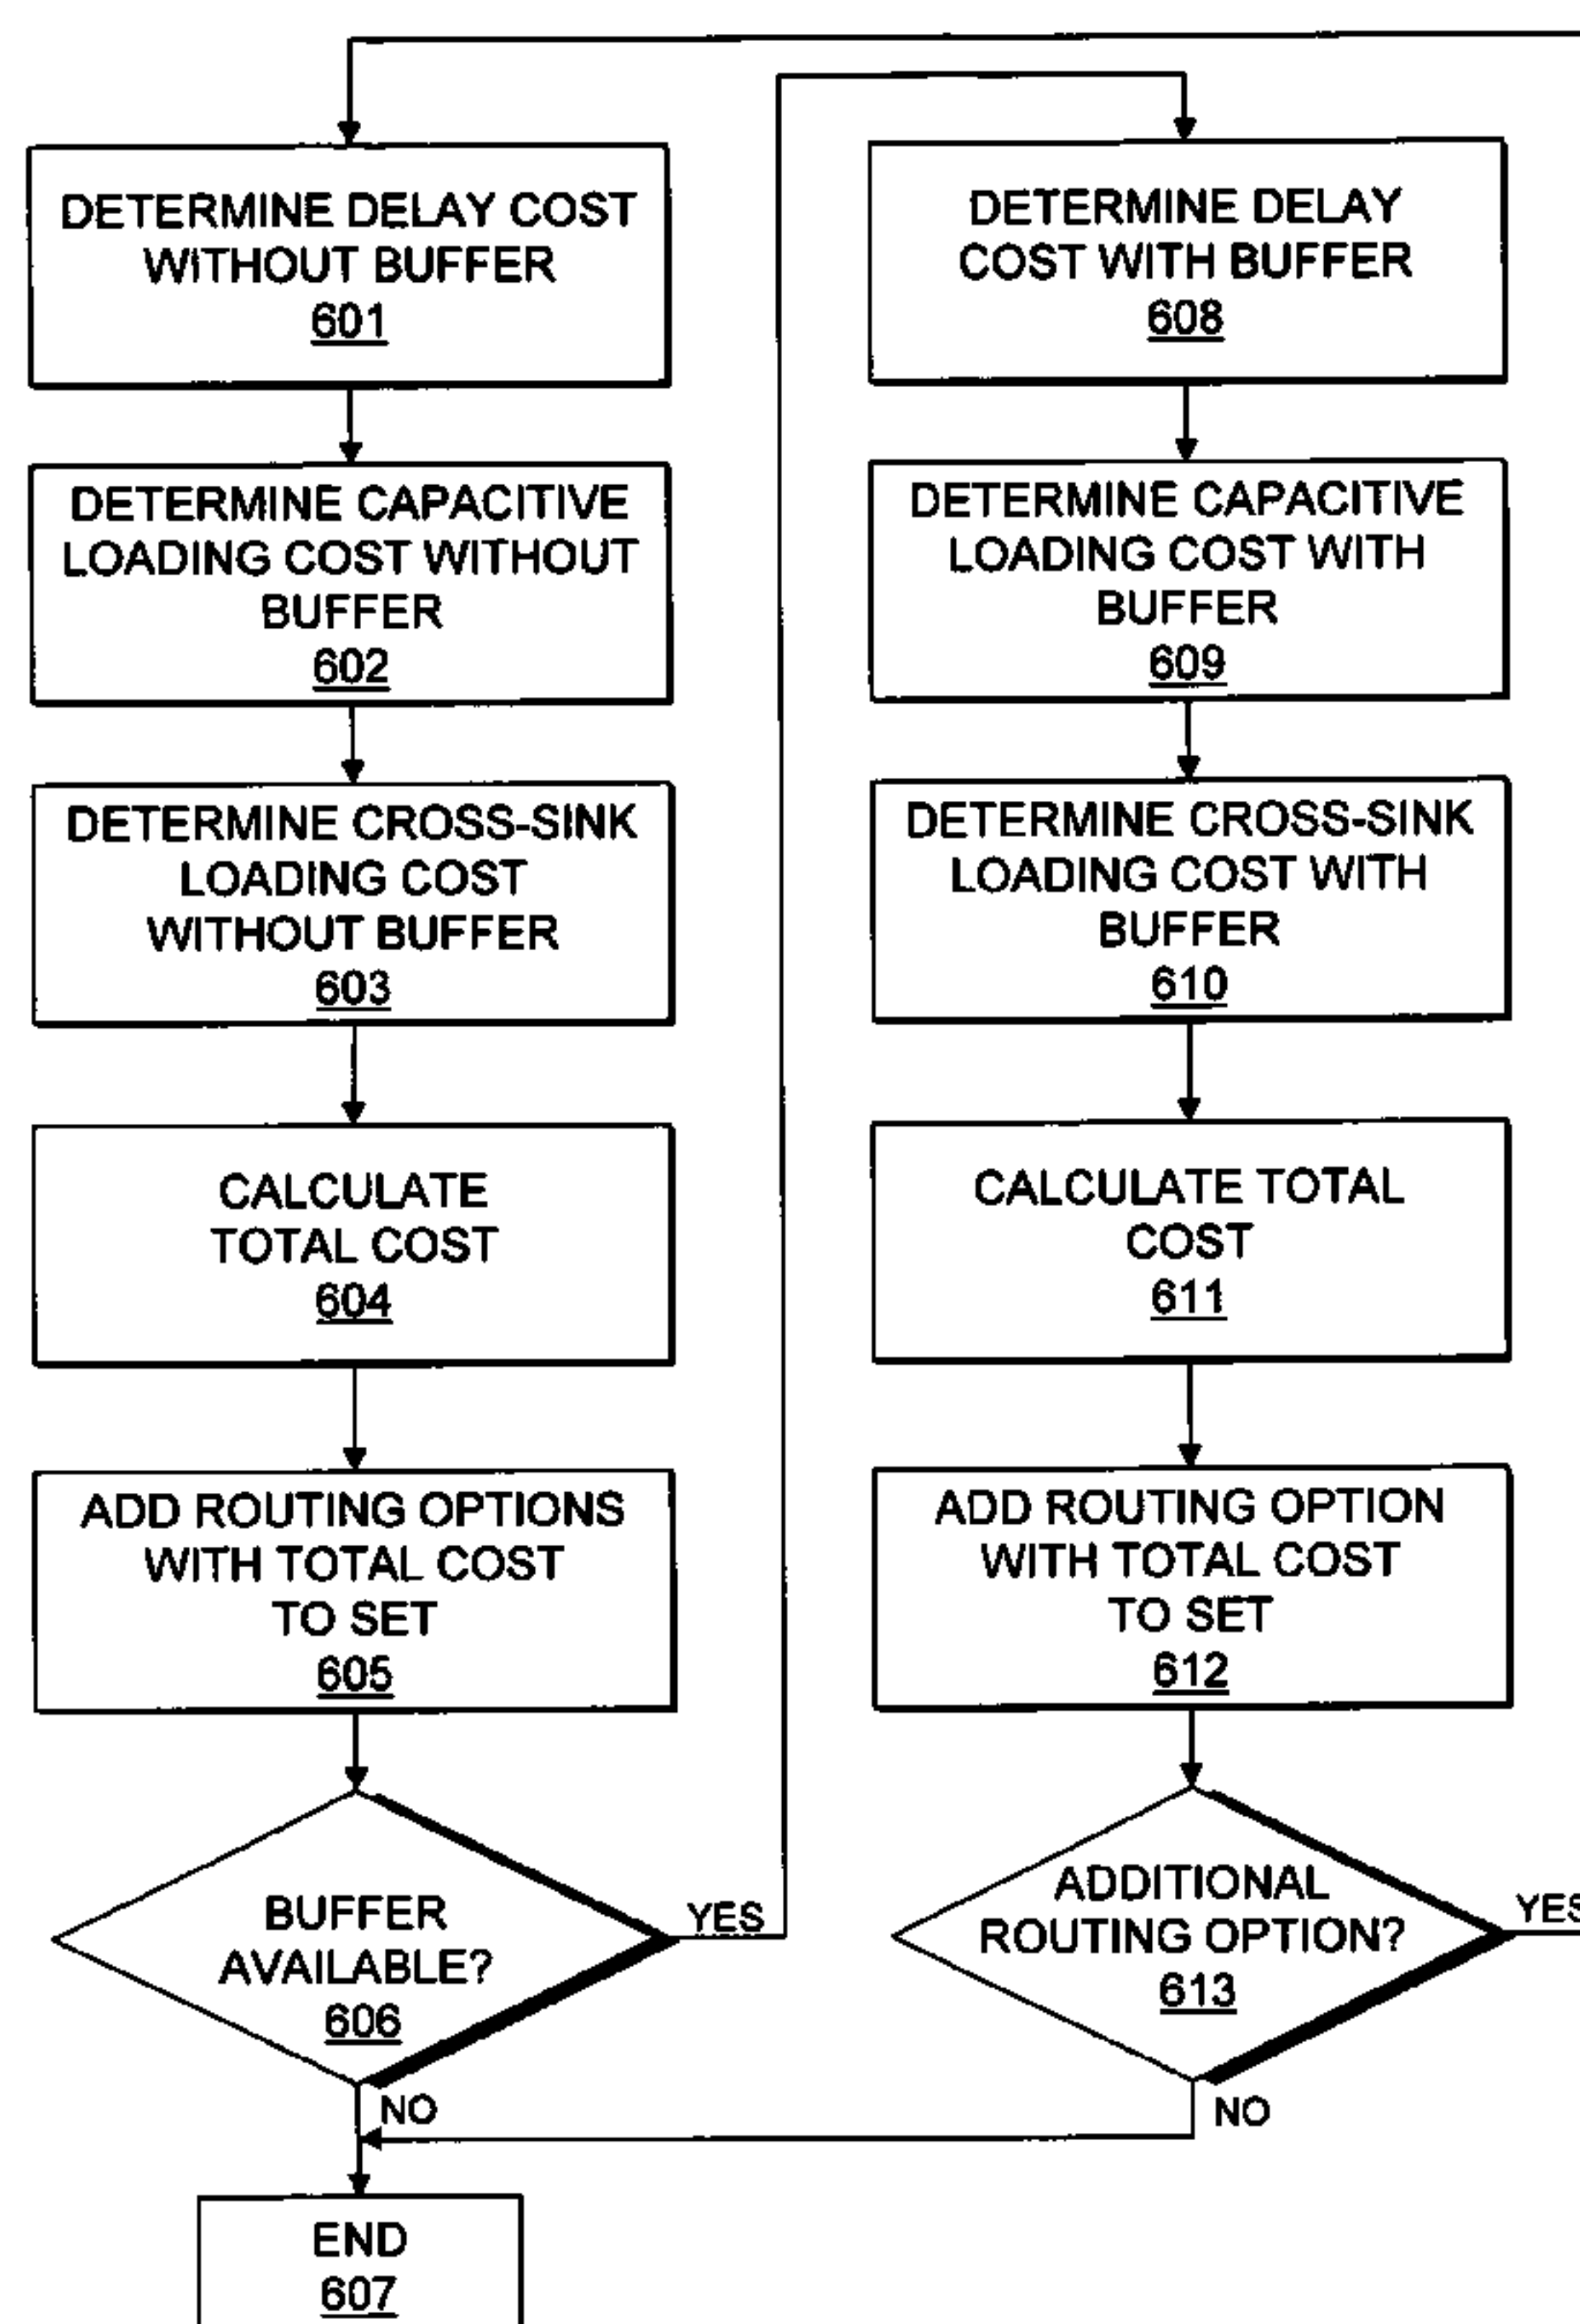 DETERMINE DELAY COST
WITHOUT BUFFER
601
DETERMINE CAPACITIVE
LOADING COST WITHOUT
BUFFER
602
DETERMINE CROSS-SINK
LOADING COST
WITHOUT BUFFER
603
CALCULATE
TOTAL COST
604
ADD ROUTING OPTIONS
WITH TOTAL COST
TO SET
605
BUFFER
AVAILABLE?
606
YES
NO
END
607
DETERMINE DELAY
COST WITH BUFFER
608
DETERMINE CAPACITIVE
LOADING COST WITH
BUFFER
609
DETERMINE CROSS-SINK
LOADING COST WITH
BUFFER
610
CALCULATE TOTAL
COST
611
ADD ROUTING OPTION
WITH TOTAL COST
TO SET
612
ADDITIONAL
ROUTING OPTION?
613
YES
NO